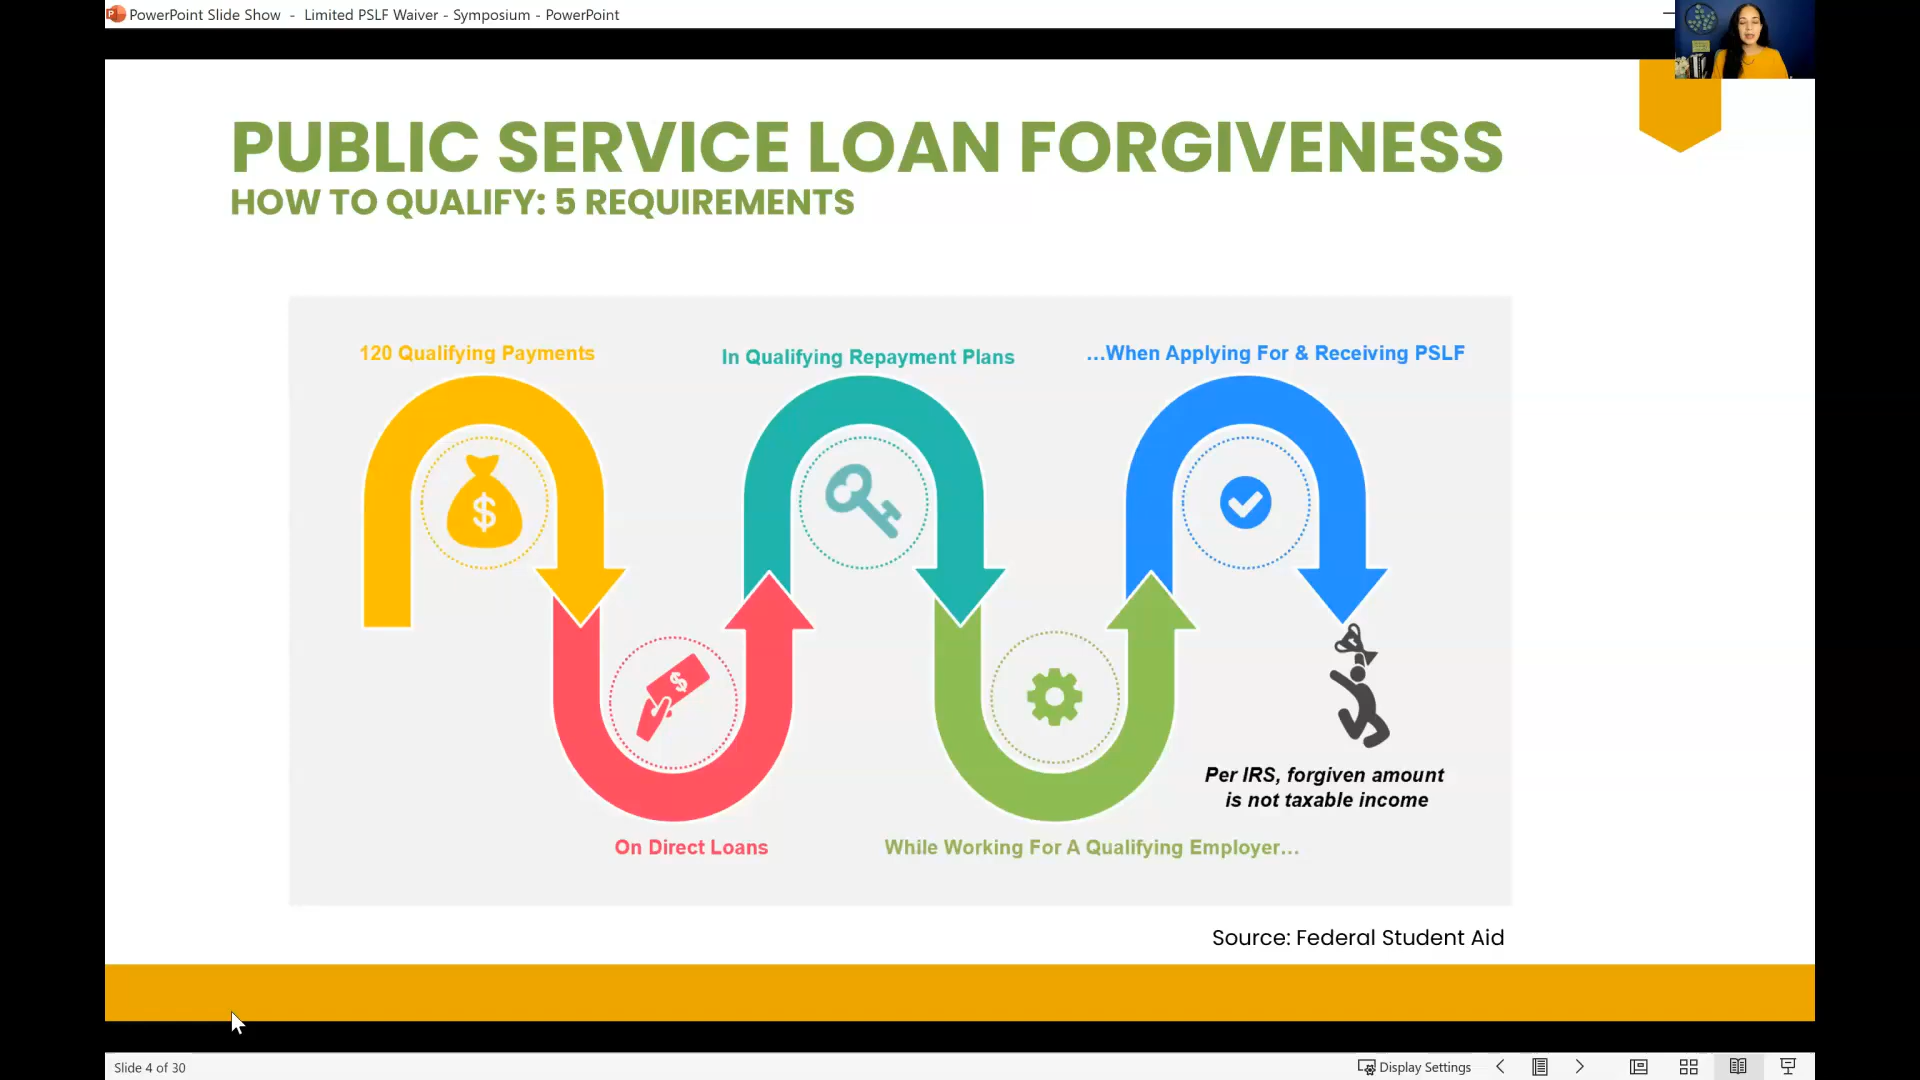 PowerPoint Slide Show - Limited PSLF Waiver - Symposium - PowerPoint
PUBLIC SERVICE LOAN FORGIVENESS
HOW TO QUALIFY: 5 REQUIREMENTS
120 Qualifying Payments
In Qualifying Repayment Plans
...When Applying For & Receiving PSLF
$
$
Per IRS, forgiven amount
is not taxable income
On Direct Loans
While Working For A Qualifying Employer...
Source: Federal Student Aid
Slide 4 of 30
Display Settings